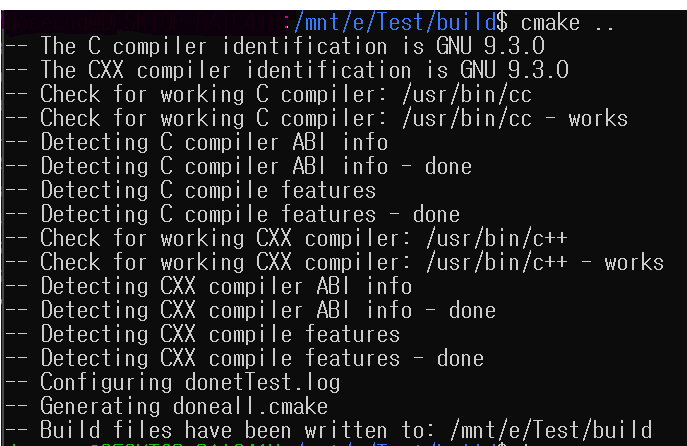 :/mnt/e/Test/build$ cmake ..
-- The C compiler identification is GNU 9.3.0
-- The CXX compiler identification is GNU 9.3.0
-- Check for working C compiler: /usr/bin/cc
-- Check for working C compiler: /usr/bin/cc - works
-- Detecting C compiler ABI info
-- Detecting C compiler ABI info - done
-- Detecting C compile features
-- Detecting C compile features - done
-- Check for working CXX compiler: /usr/bin/c++
-- Check for working CXX compiler: /usr/bin/c++ - works
-- Detecting CXX compiler ABI info
-- Detecting CXX compiler ABI info - done
-- Detecting CXX compile features
-- Detecting CXX compile features - done
-- Configuring donetTest.log
-- Generating doneall.cmake
-- Build files have been written to: /mnt/e/Test/build